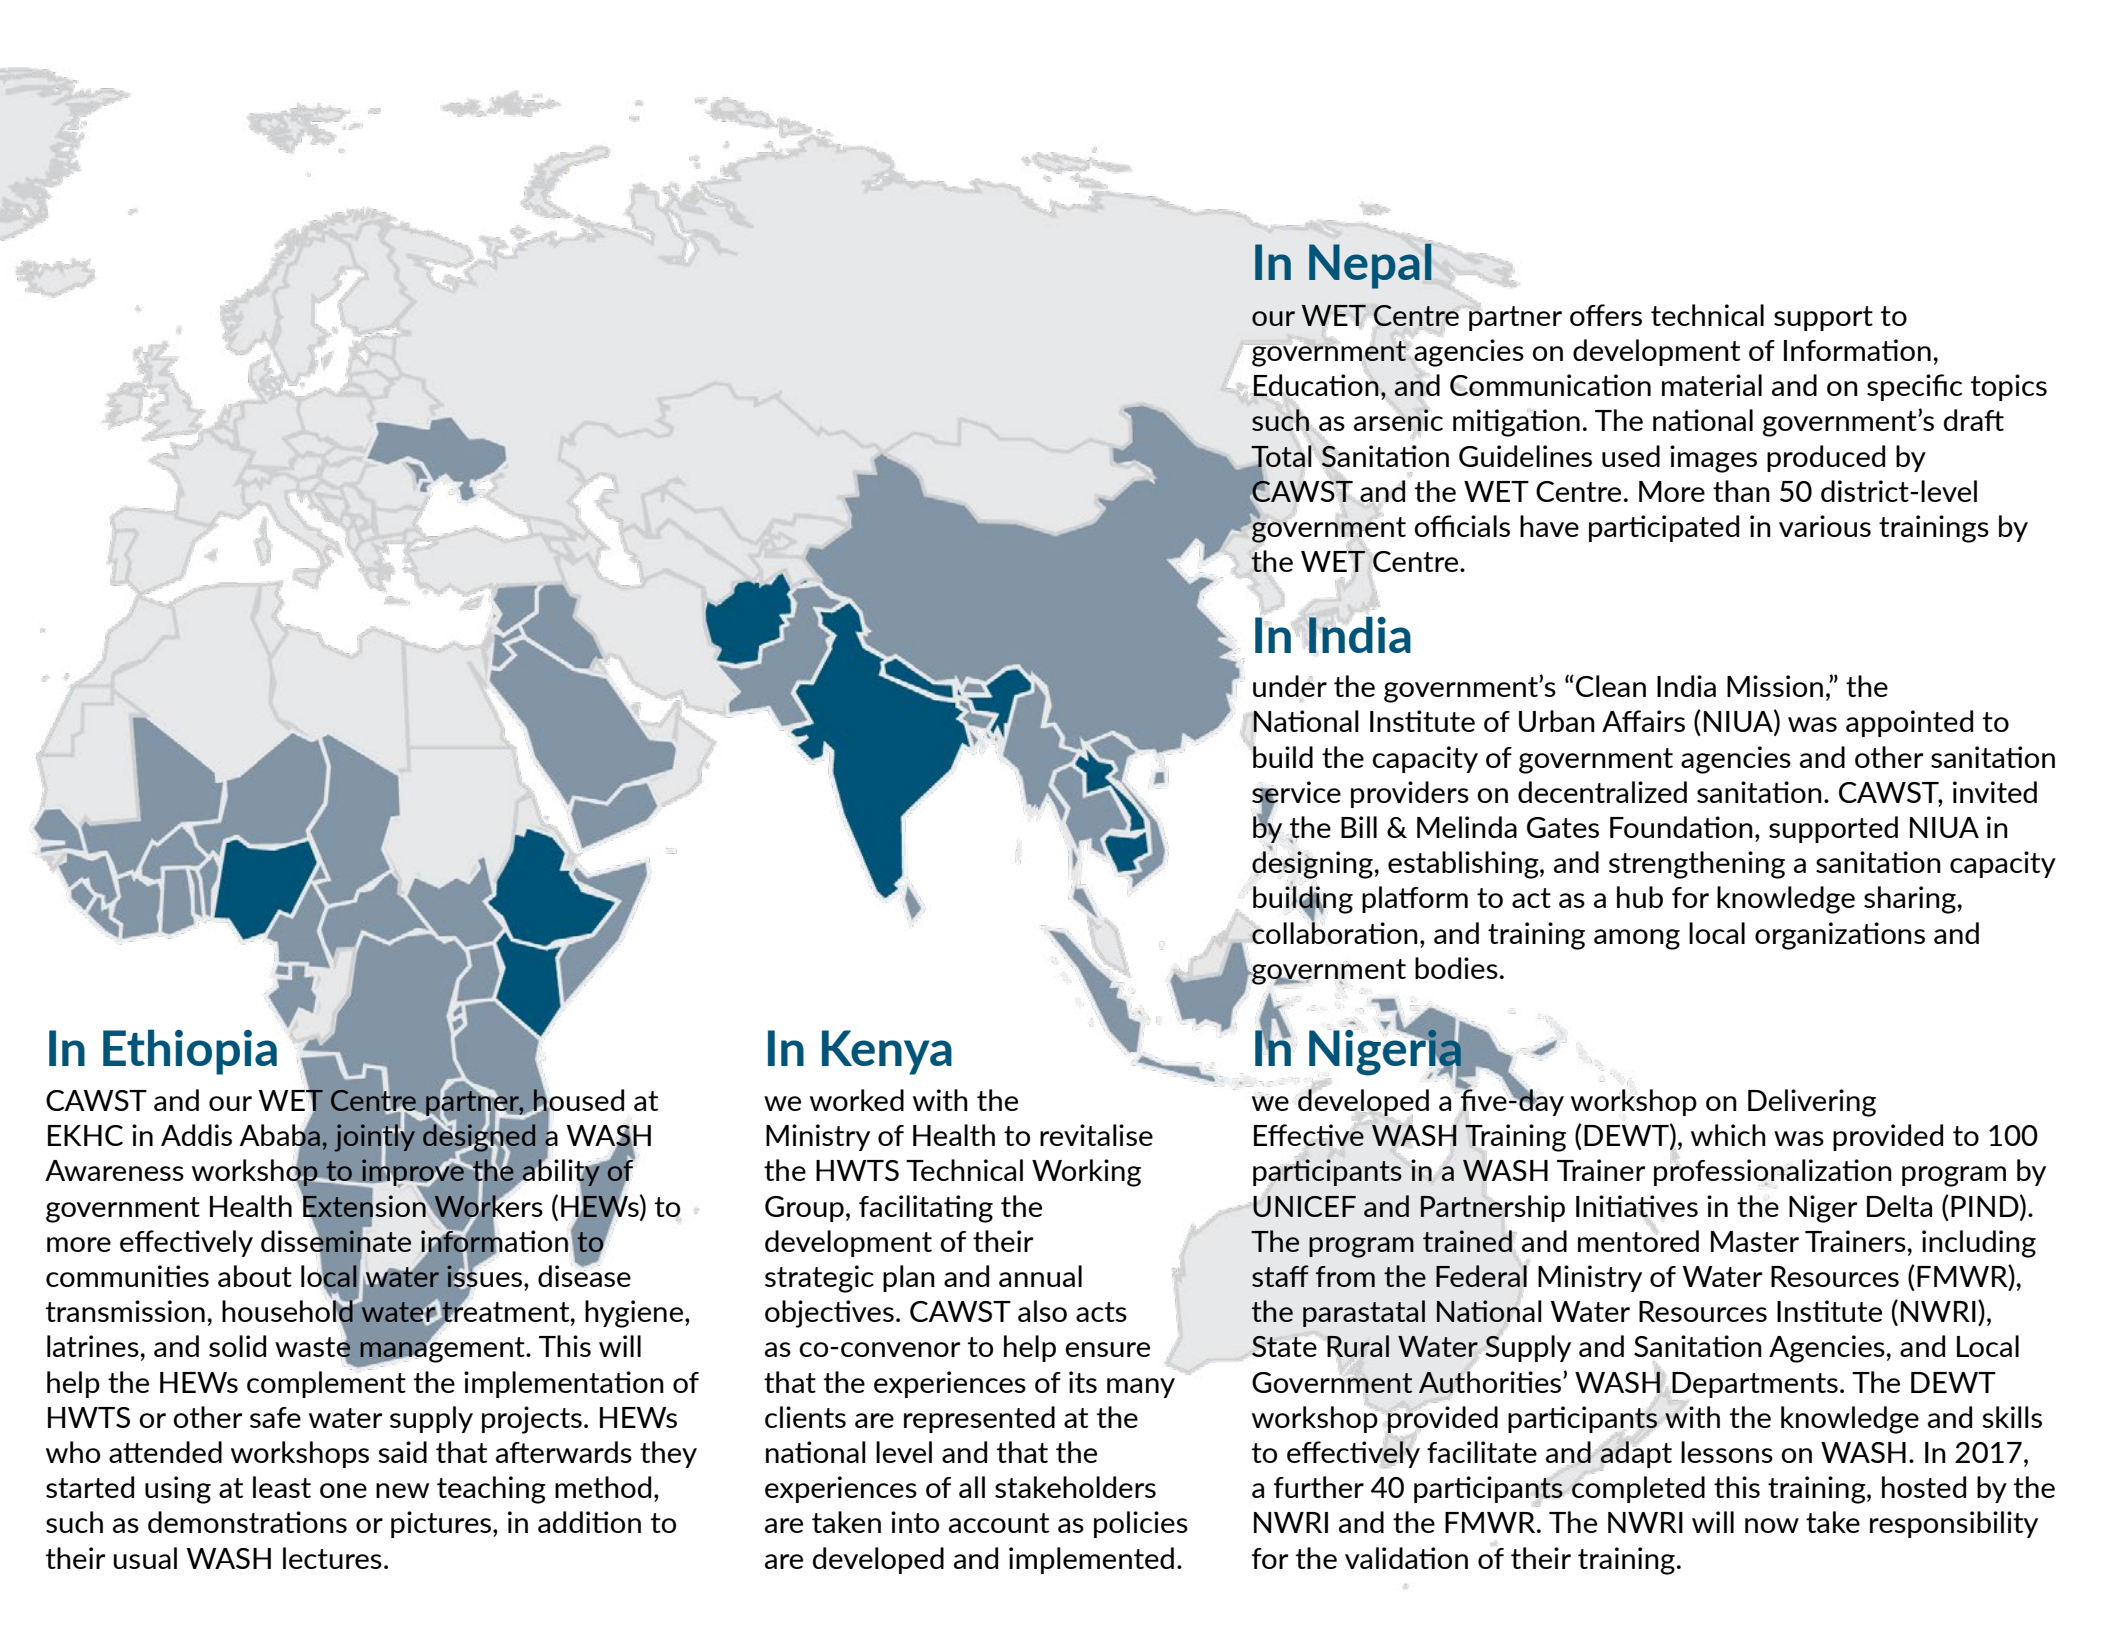 In Nepal
our WET Centre partner offers technical support to
government agencies on development of Information,
Education, and Communication material and on specific topics
such as arsenic mitigation. The national government’s draft
Total Sanitation Guidelines used images produced by
CAWST and the WET Centre. More than 50 district-level
government officials have participated in various trainings by
the WET Centre.
In India
under the government’s “Clean India Mission,” the
National Institute of Urban Affairs (NIUA) was appointed to
build the capacity of government agencies and other sanitation
service providers on decentralized sanitation. CAWST, invited
by the Bill & Melinda Gates Foundation, supported NIUA in
designing, establishing, and strengthening a sanitation capacity
building platform to act as a hub for knowledge sharing,
collaboration, and training among local organizations and
government bodies.
In Ethiopia
CAWST and our WET Centre partner, housed at
EKHC in Addis Ababa, jointly designed a WASH
Awareness workshop to improve the ability of
government Health Extension Workers (HEWs) to
more effectively disseminate information to
communities about local water issues, disease
transmission, household water treatment, hygiene,
latrines, and solid waste management. This will
help the HEWs complement the implementation of
HWTS or other safe water supply projects. HEWs
who attended workshops said that afterwards they
started using at least one new teaching method,
such as demonstrations or pictures, in addition to
their usual WASH lectures.
In Kenya
we worked with the
Ministry of Health to revitalise
the HWTS Technical Working
Group, facilitating the
development of their
strategic plan and annual
objectives. CAWST also acts
as co-convenor to help ensure
that the experiences of its many
clients are represented at the
national level and that the
experiences of all stakeholders
are taken into account as policies
are developed and implemented.
In Nigeria
we developed a five-day workshop on Delivering
Effective WASH Training (DEWT), which was provided to 100
participants in a WASH Trainer professionalization program by
UNICEF and Partnership Initiatives in the Niger Delta (PIND).
The program trained and mentored Master Trainers, including
staff from the Federal Ministry of Water Resources (FMWR),
the parastatal National Water Resources Institute (NWRI),
State Rural Water Supply and Sanitation Agencies, and Local
Government Authorities’ WASH Departments. The DEWT
workshop provided participants with the knowledge and skills
to effectively facilitate and adapt lessons on WASH. In 2017,
a further 40 participants completed this training, hosted by the
NWRI and the FMWR. The NWRI will now take responsibility
for the validation of their training.